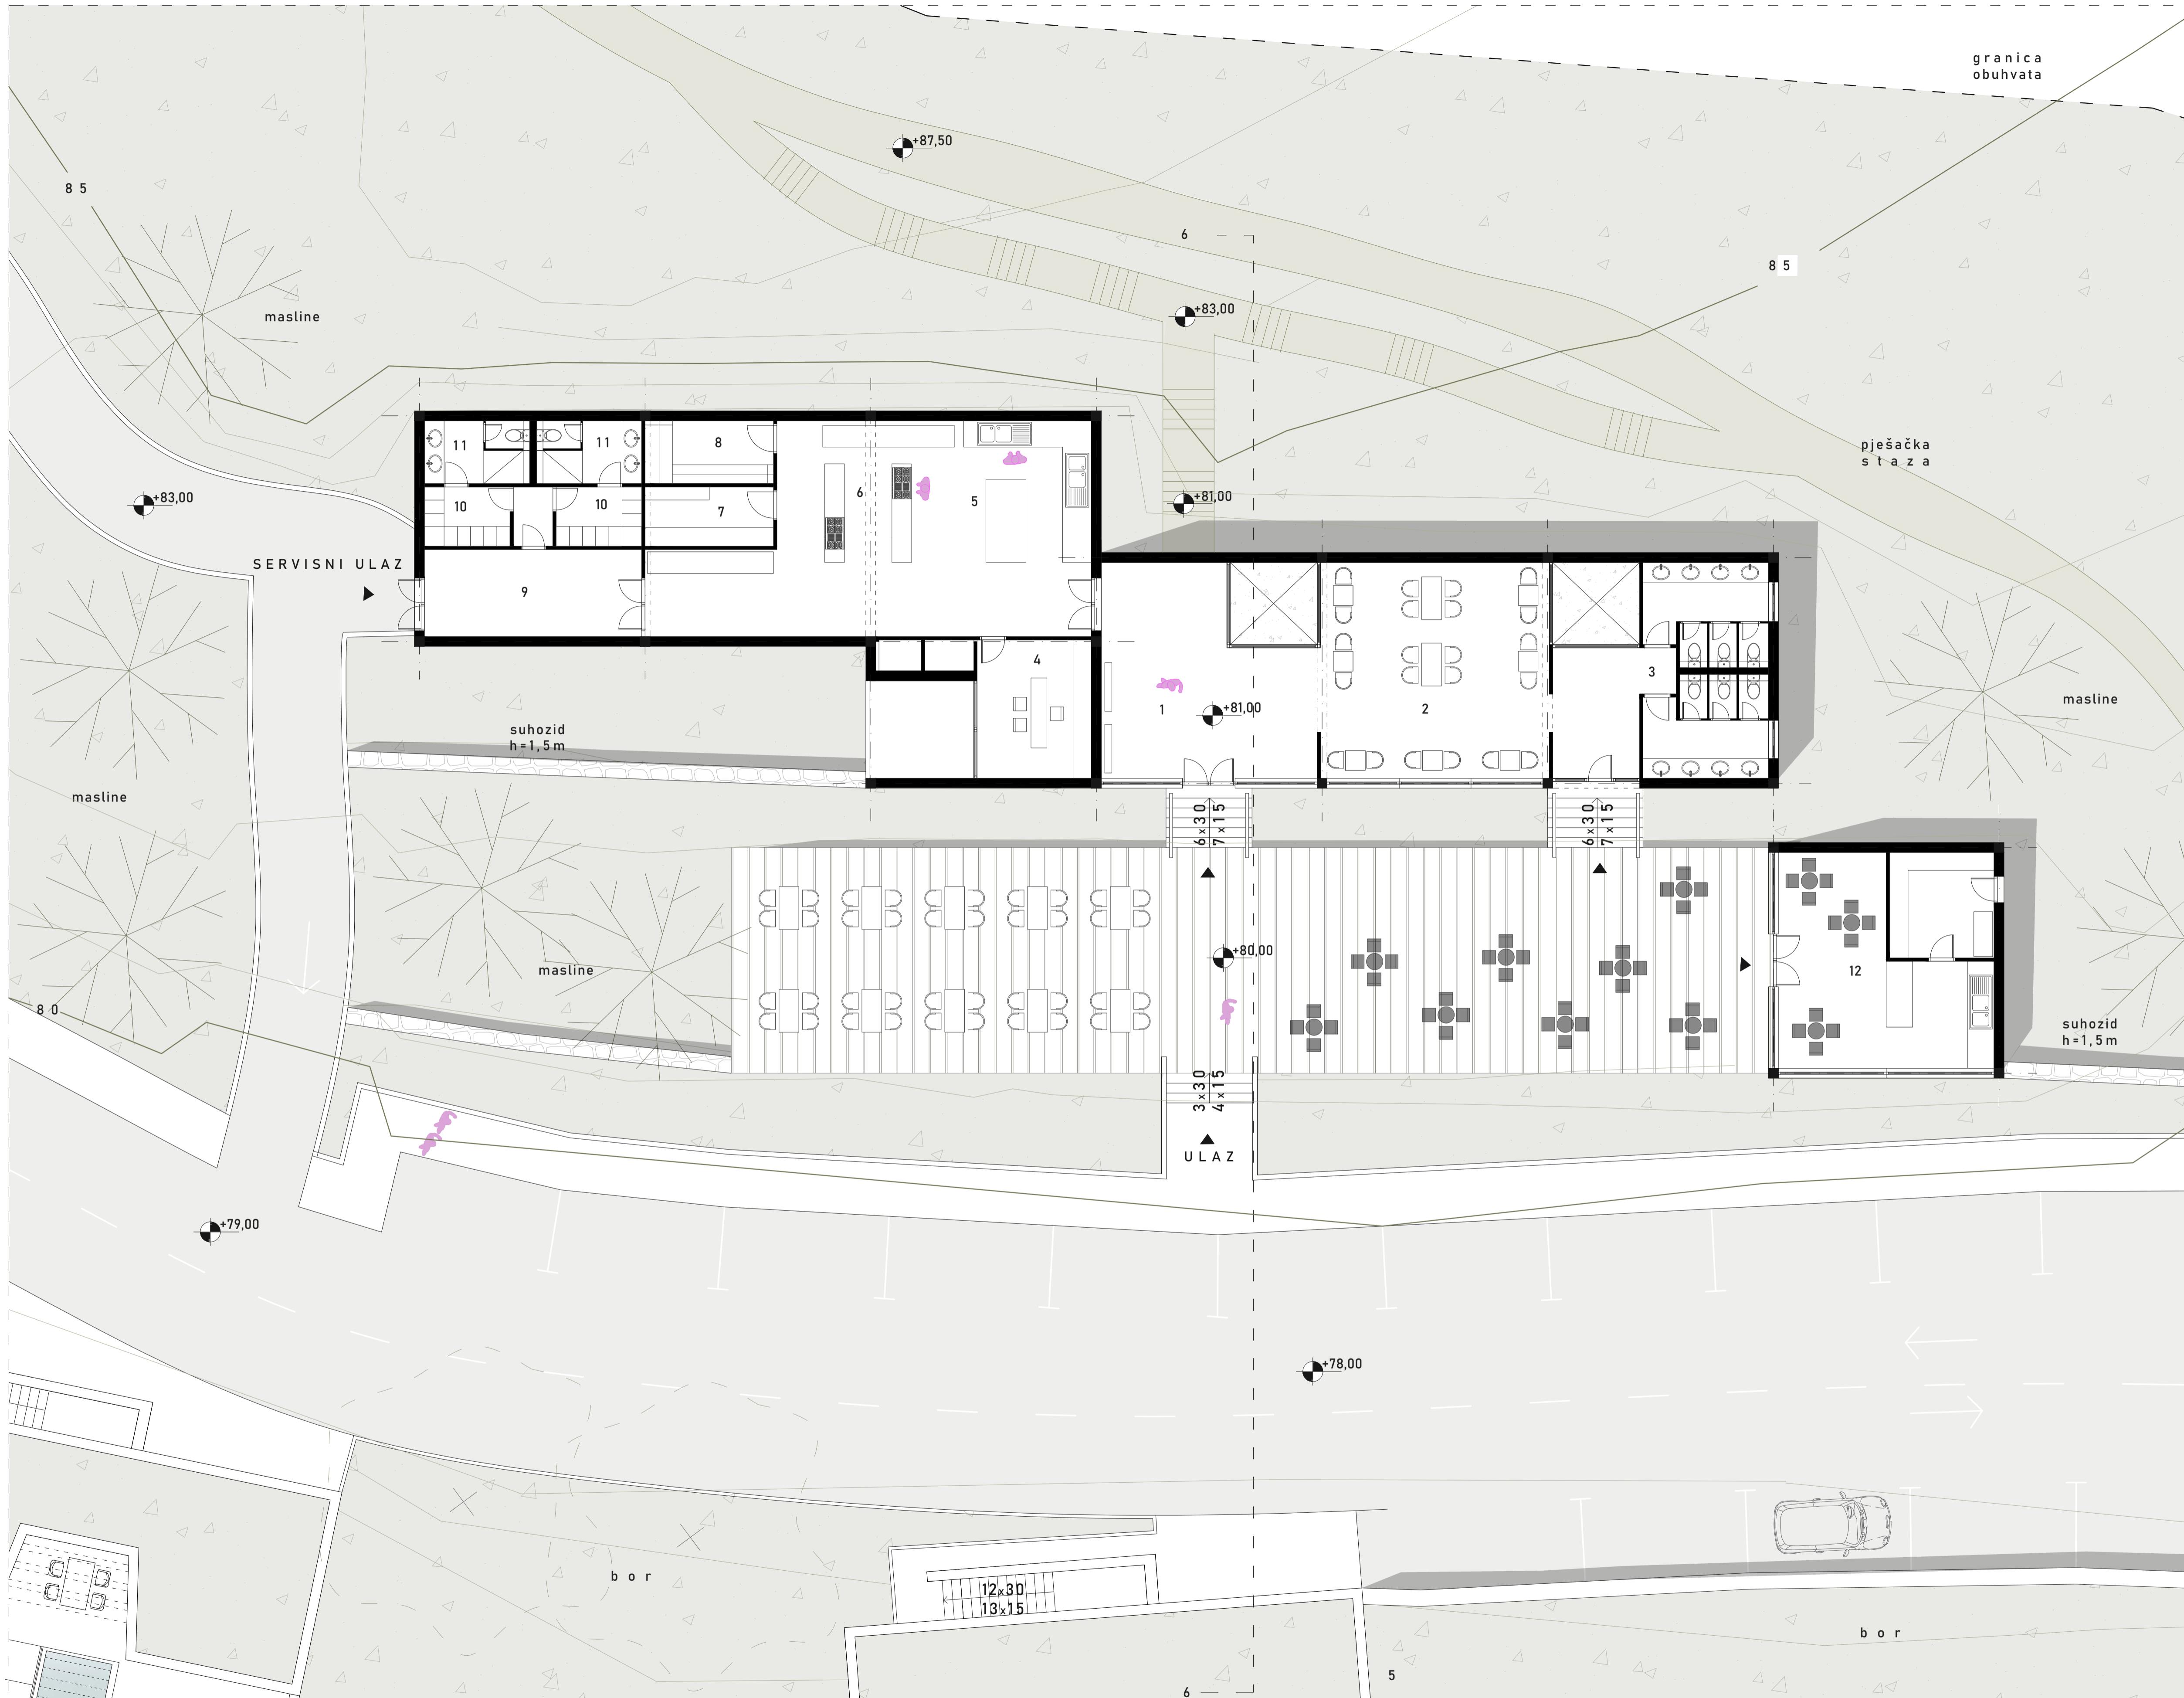 granica
obuhvata
+87,50
85
6
85
+83,00
masline
pješačka
staza
11
11
8
6
5
+83,00
10
10
7
+81,00
SERVISNI ULAZ
9
4
3
masline
1
+81,00
2
suhozid
h=1,5m
masline
6x30
7x15
6x30
7x15
+80,00
masline
12
80
suhozid
h=1,5m
3x30
4x15
ULAZ
+79,00
+78,00
bor
12x30
13x15
bor
5
6